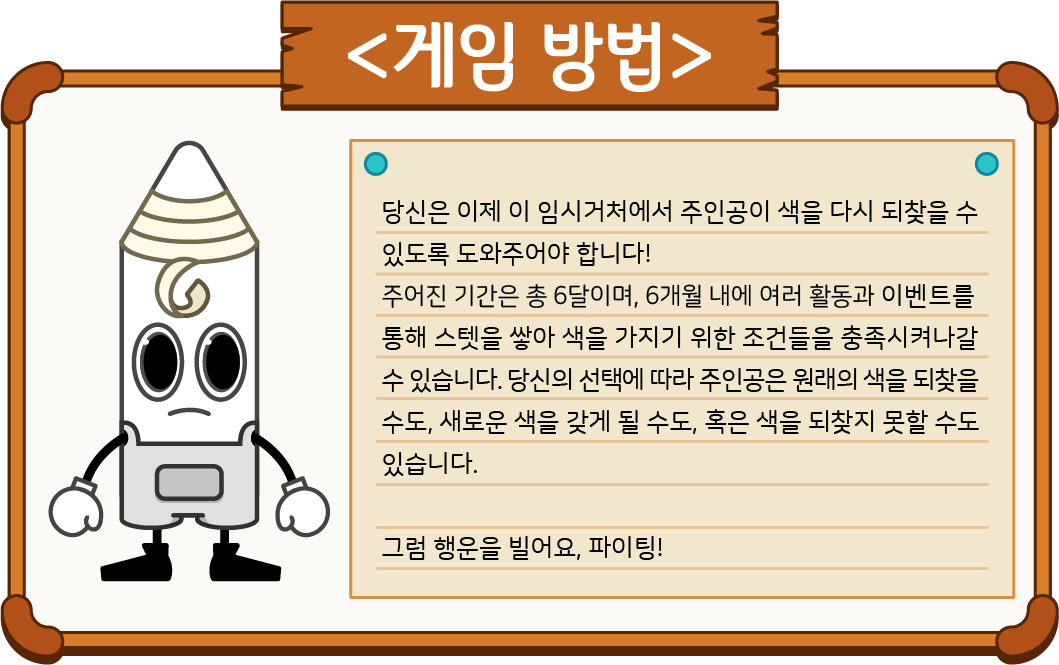 <게임 방법>
당신은 이제 이 임시거처에서 주인공이 색을 다시 되찾을 수
있도록 도와주어야 합니다!
주어진 기간은 총 6달이며, 6개월 내에 여러 활동과 이벤트를
통해 스텟을 쌓아 색을 가지기 위한 조건들을 충족시켜나갈
수 있습니다. 당신의 선택에 따라 주인공은 원래의 색을 되찾을
수도, 새로운 색을 갖게 될 수도, 혹은 색을 되찾지 못할 수도
있습니다.
그럼 행운을 빌어요, 파이팅!